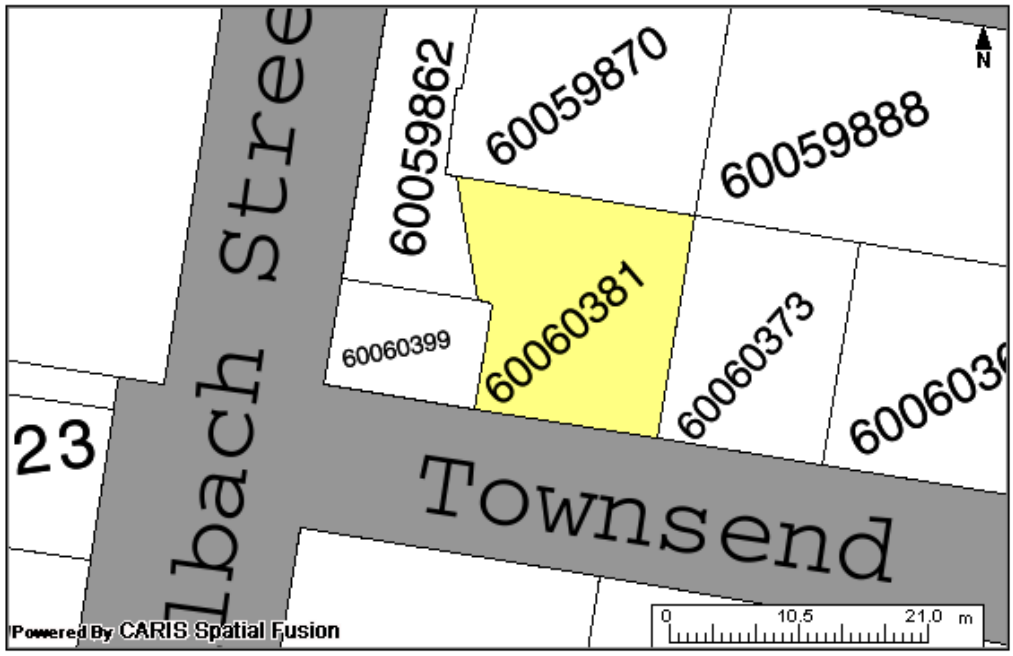 60059862
60059870
60059888
N
lbach Stree
60060399
60060381
60060373
6006036
23
Townsend
Powered By CARIS Spatial Fusion
0 10.5 21.0 m